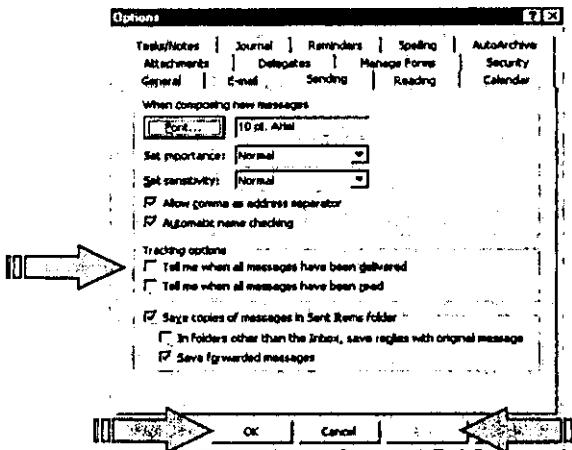 Options
Tasks/Notes Journal Reminders Spelling AutoArchive
Attachments Delegates Manage Forms Security
General E-mail Sending Reading Calendar
When composing new messages
Font... 10 pt. Arial
Set importance: Normal
Set sensitivity: Normal
Allow comma as address separator
Automatic name checking
Tracking options
Tell me when all messages have been delivered
Tell me when all messages have been read
Save copies of messages in Sent Items folder
In folders other than the Inbox, save replies with original message
Save forwarded messages
OK Cancel